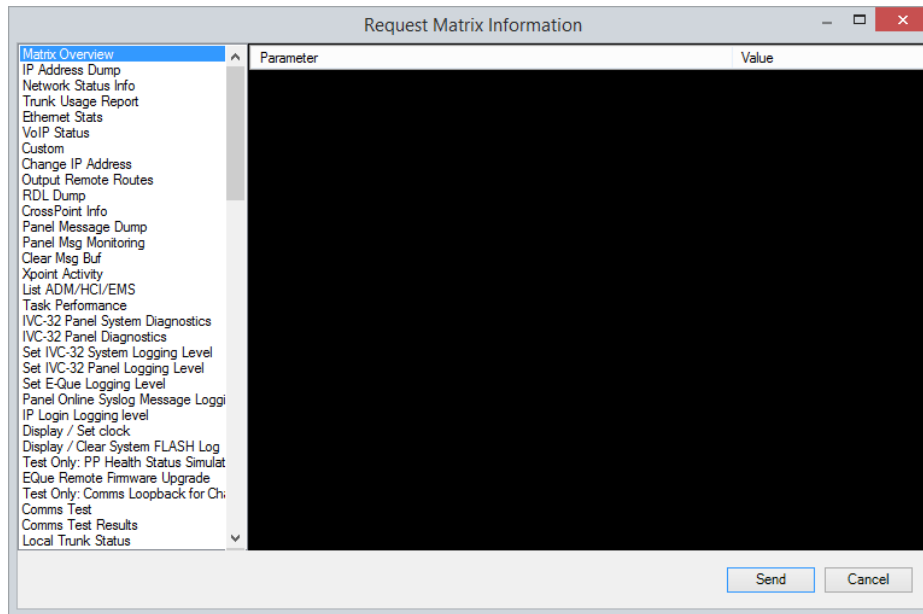 Request Matrix Information
Matrix Overview
IP Address Dump
Network Status Info
Trunk Usage Report
Ethernet Stats
VoIP Status
Custom
Change IP Address
Output Remote Routes
RDL Dump
CrossPoint Info
Panel Message Dump
Panel Msg Monitoring
Clear Msg Buf
Xpoint Activity
List ADM/HCI/EMS
Task Performance
IVC-32 Panel System Diagnostics
IVC-32 Panel Diagnostics
Set IVC-32 System Logging Level
Set IVC-32 Panel Logging Level
Set E-Que Logging Level
Panel Online Syslog Message Loggi
IP Login Logging level
Display / Set clock
Display / Clear System FLASH Log
Test Only: PP Health Status Simulat
EQue Remote Firmware Upgrade
Test Only: Comms Loopback for Cha
Comms Test
Comms Test Results
Local Trunk Status
Parameter Value
Send Cancel